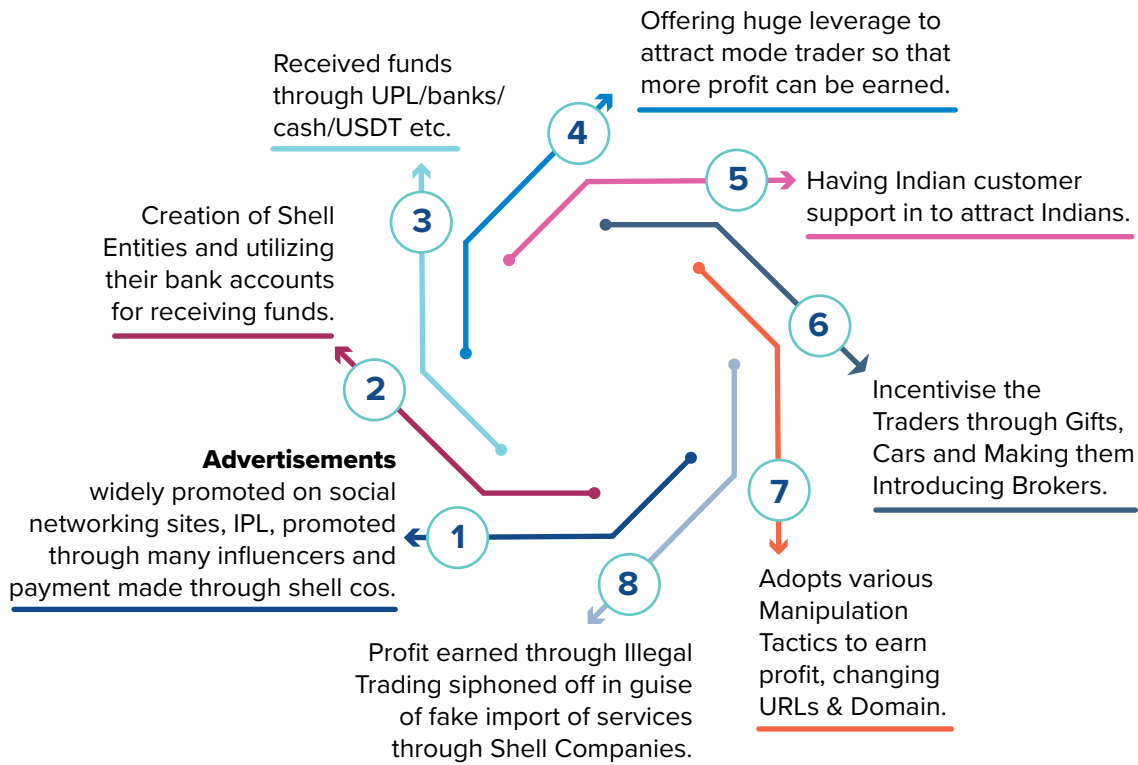 1
Advertisements
widely promoted on social
networking sites, IPL, promoted
through many influencers and
payment made through shell cos.
2
Creation of Shell
Entities and utilizing
their bank accounts
for receiving funds.
3
Received funds
through UPL/banks/
cash/USDT etc.
4
Offering huge leverage to
attract mode trader so that
more profit can be earned.
5
Having Indian customer
support in to attract Indians.
6
Incentivise the
Traders through Gifts,
Cars and Making them
Introducing Brokers.
7
Adopts various
Manipulation
Tactics to earn
profit, changing
URLs & Domain.
8
Profit earned through Illegal
Trading siphoned off in guise
of fake import of services
through Shell Companies.